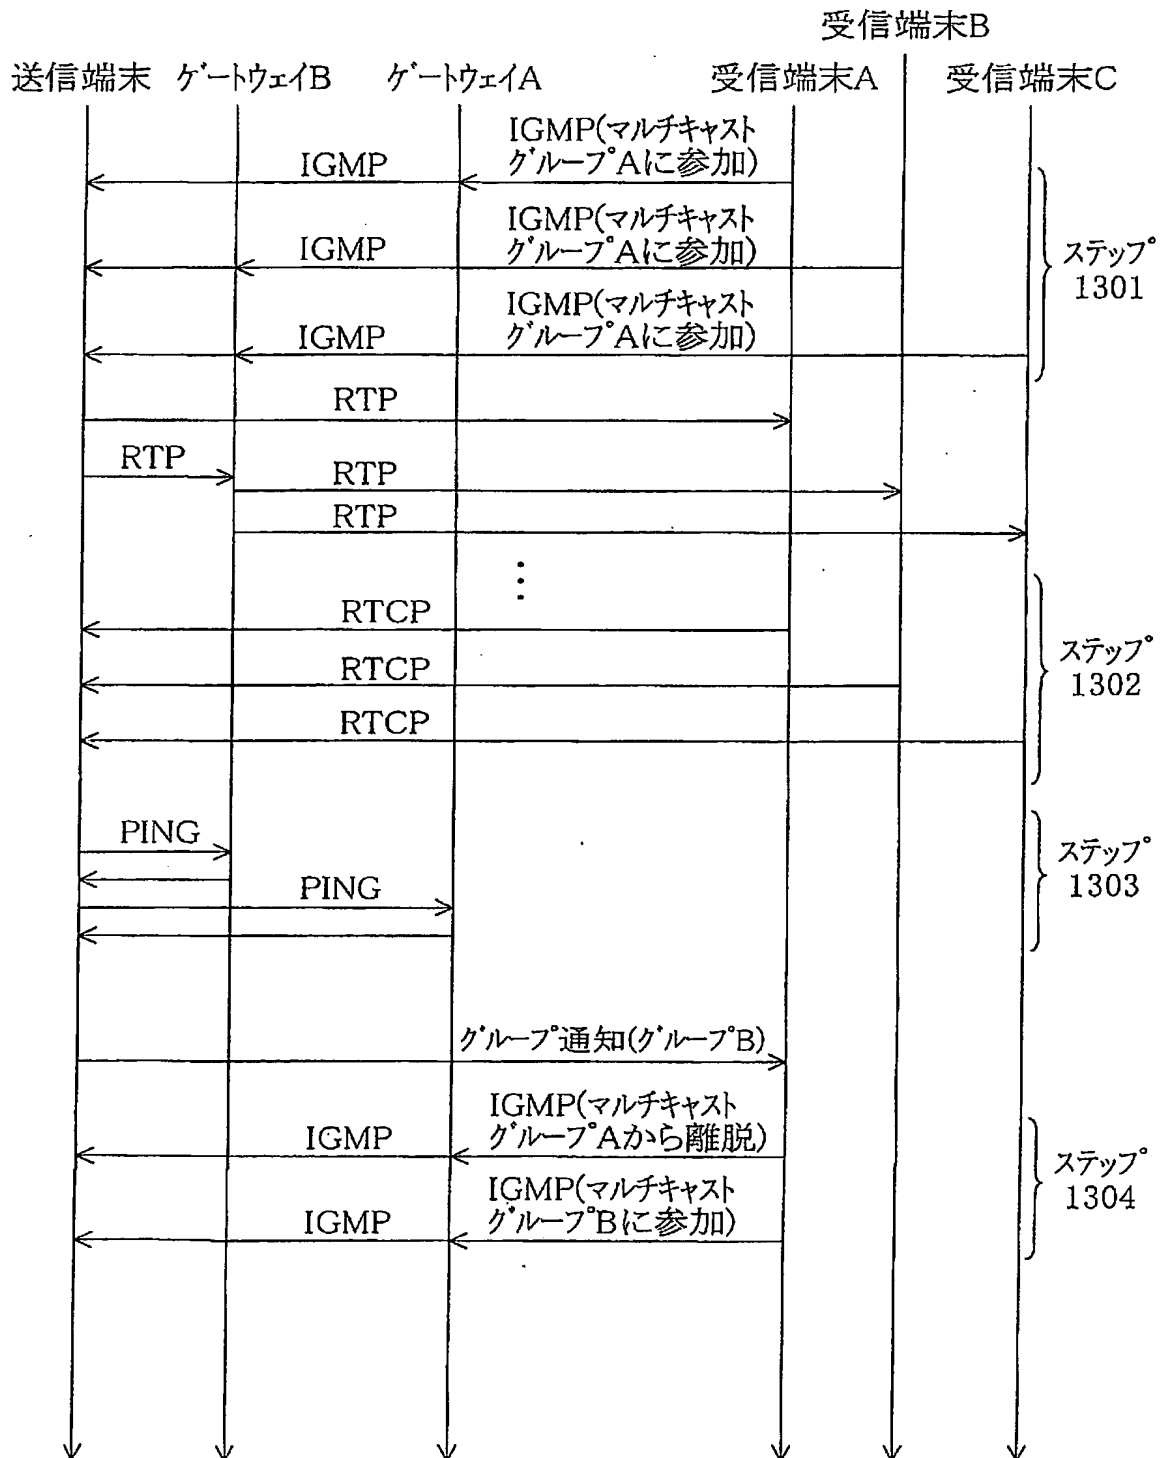 受信端末B
送信端末 ゲートウェイB ゲートウェイA 受信端末A 受信端末C
IGMP(マルチキャスト
グループAに参加)
IGMP
IGMP(マルチキャスト
グループAに参加)
IGMP
ステップ
1301
IGMP(マルチキャスト
グループAに参加)
IGMP
RTP
RTP
RTP
RTP
RTCP
RTCP
ステップ
1302
RTCP
PING
ステップ
1303
PING
グループ通知(グループB)
IGMP(マルチキャスト
グループAから離脱)
IGMP
ステップ
1304
IGMP(マルチキャスト
グループBに参加)
IGMP